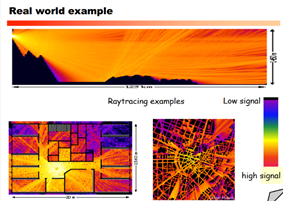 Real world example
Raytracing examples
Low signal
high signal